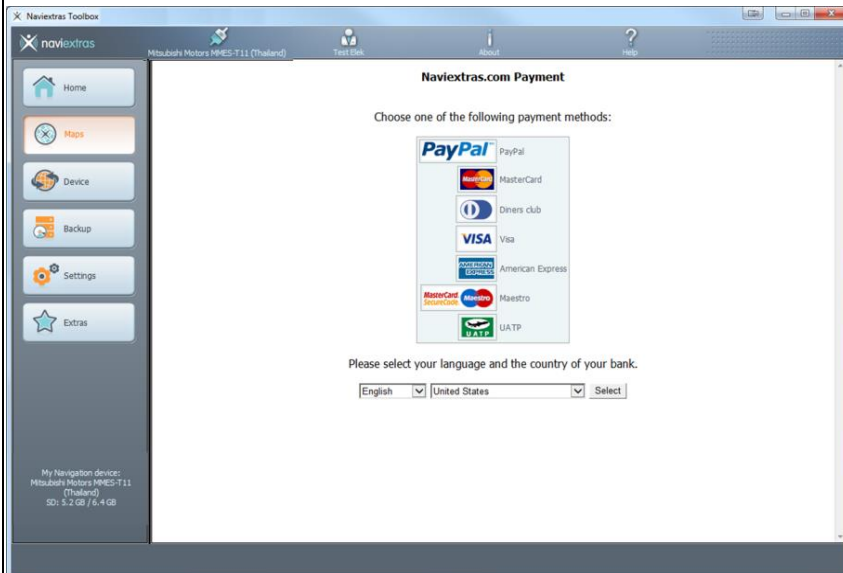 Naviextras Toolbox
naviextras
Mitsubishi Motors MMES-T11 (Thailand)
Test Elek
About
Help
Home
Maps
Device
Backup
Settings
Extras
My Navigation device:
Mitsubishi Motors MMES-T11
(Thailand)
SD: 5.2 GB / 6.4 GB
Naviextras.com Payment
Choose one of the following payment methods:
PayPal PayPal
MasterCard MasterCard
Diners club
VISA Visa
AMERICAN EXPRESS American Express
MasterCard SecureCode Maestro Maestro
UATP UATP
Please select your language and the country of your bank.
English United States Select